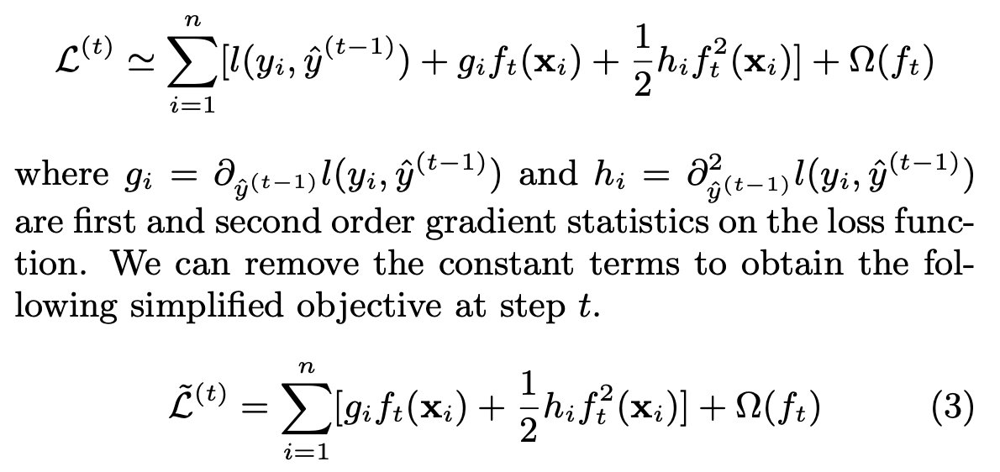 \mathcal{L}^{(t)} \simeq \sum_{i=1}^{n} [l(y_i, \hat{y}^{(t-1)}) + g_i f_t(\mathbf{x}_i) + \frac{1}{2} h_i f_t^2(\mathbf{x}_i)] + \Omega(f_t)
where g_i = \partial_{\hat{y}^{(t-1)}} l(y_i, \hat{y}^{(t-1)}) and h_i = \partial^2_{\hat{y}^{(t-1)}} l(y_i, \hat{y}^{(t-1)})
are first and second order gradient statistics on the loss func-
tion. We can remove the constant terms to obtain the fol-
lowing simplified objective at step t.
\tilde{\mathcal{L}}^{(t)} = \sum_{i=1}^{n} [g_i f_t(\mathbf{x}_i) + \frac{1}{2} h_i f_t^2(\mathbf{x}_i)] + \Omega(f_t) (3)